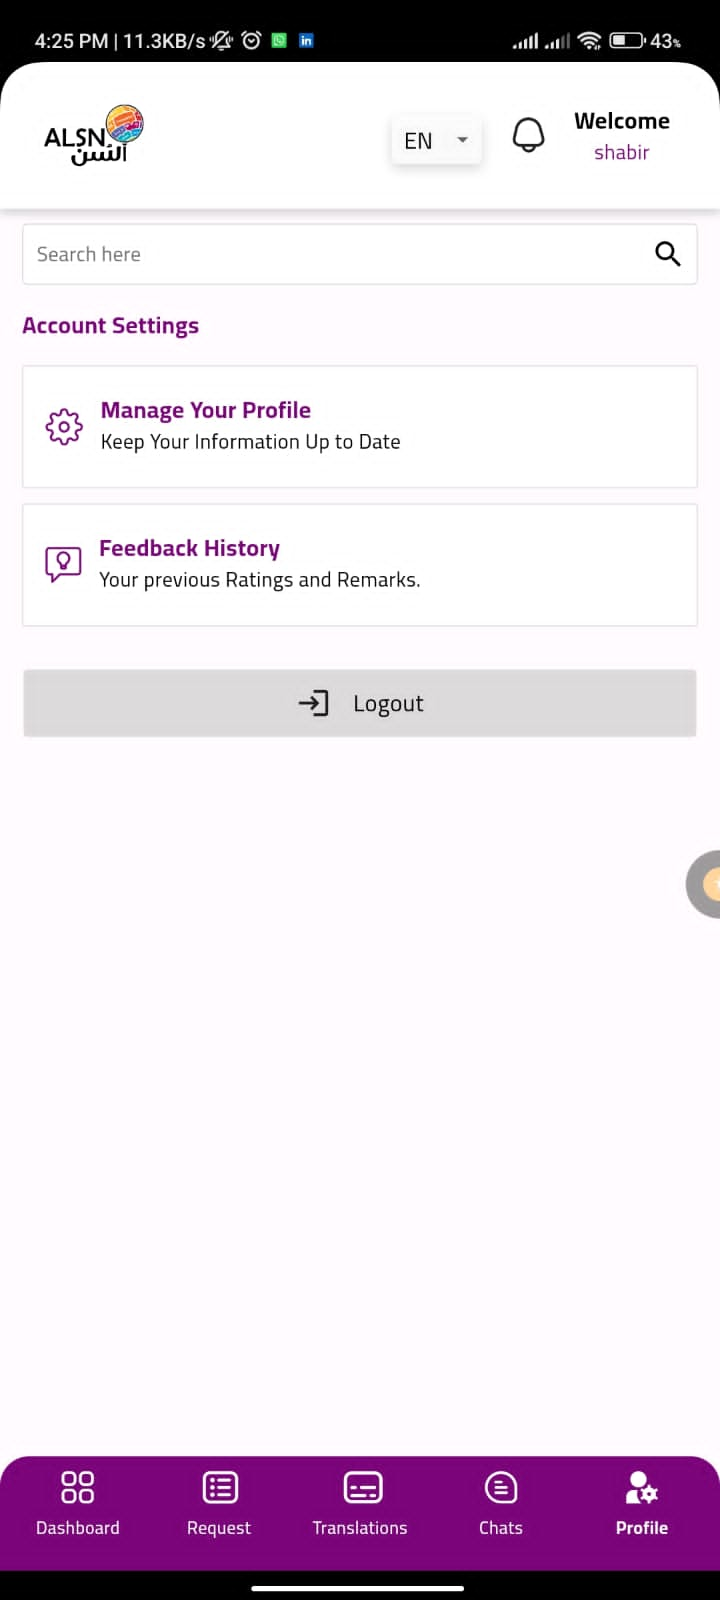 4:25 PM | 11.3KB/s
43%
ALSN
ألسن
EN
Welcome
shabir
Search here
Account Settings
Manage Your Profile
Keep Your Information Up to Date
Feedback History
Your previous Ratings and Remarks.
Logout
Dashboard
Request
Translations
Chats
Profile